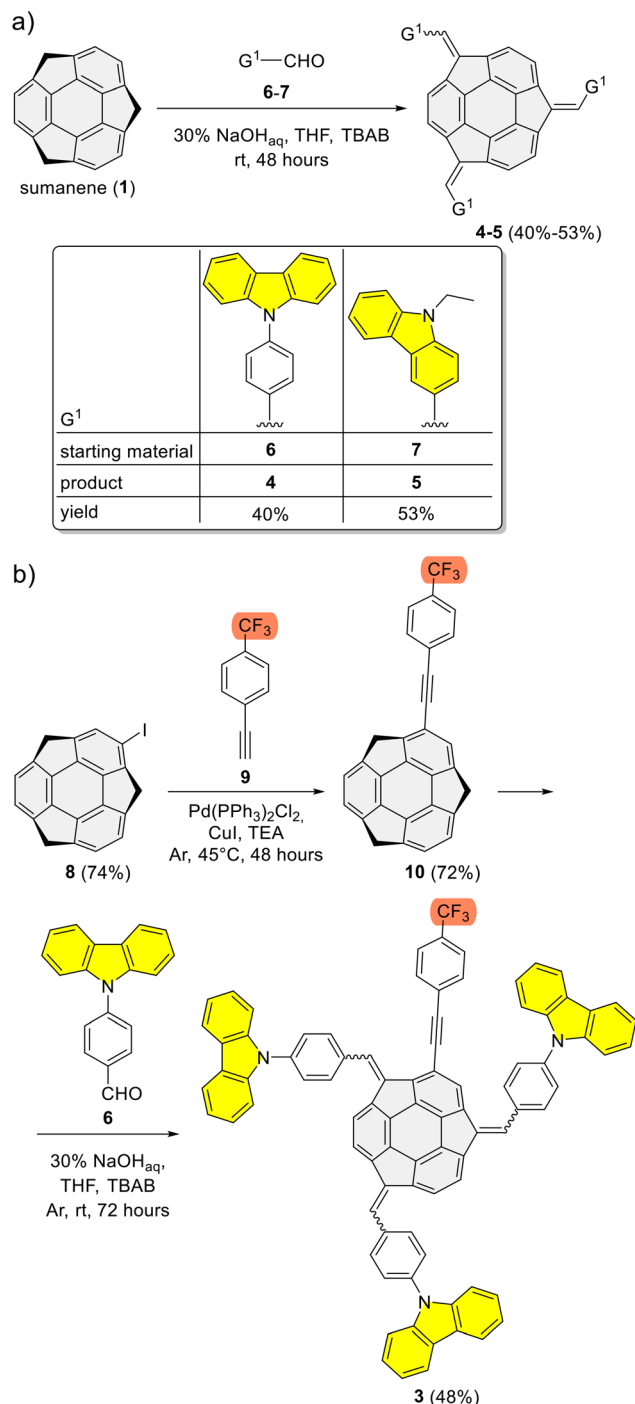 a)
G¹
G¹—CHO
6-7
30% NaOHaq, THF, TBAB
rt, 48 hours
sumanene (1)
G¹
G¹
4-5 (40%-53%)
N
N
G¹
starting material 6 7
product 4 5
yield 40% 53%
b)
CF₃
CF₃
I
9
Pd(PPh₃)₂Cl₂,
CuI, TEA
Ar, 45°C, 48 hours
8 (74%)
10 (72%)
N
CHO
6
30% NaOHaq,
THF, TBAB
Ar, rt, 72 hours
CF₃
N
N
N
3 (48%)